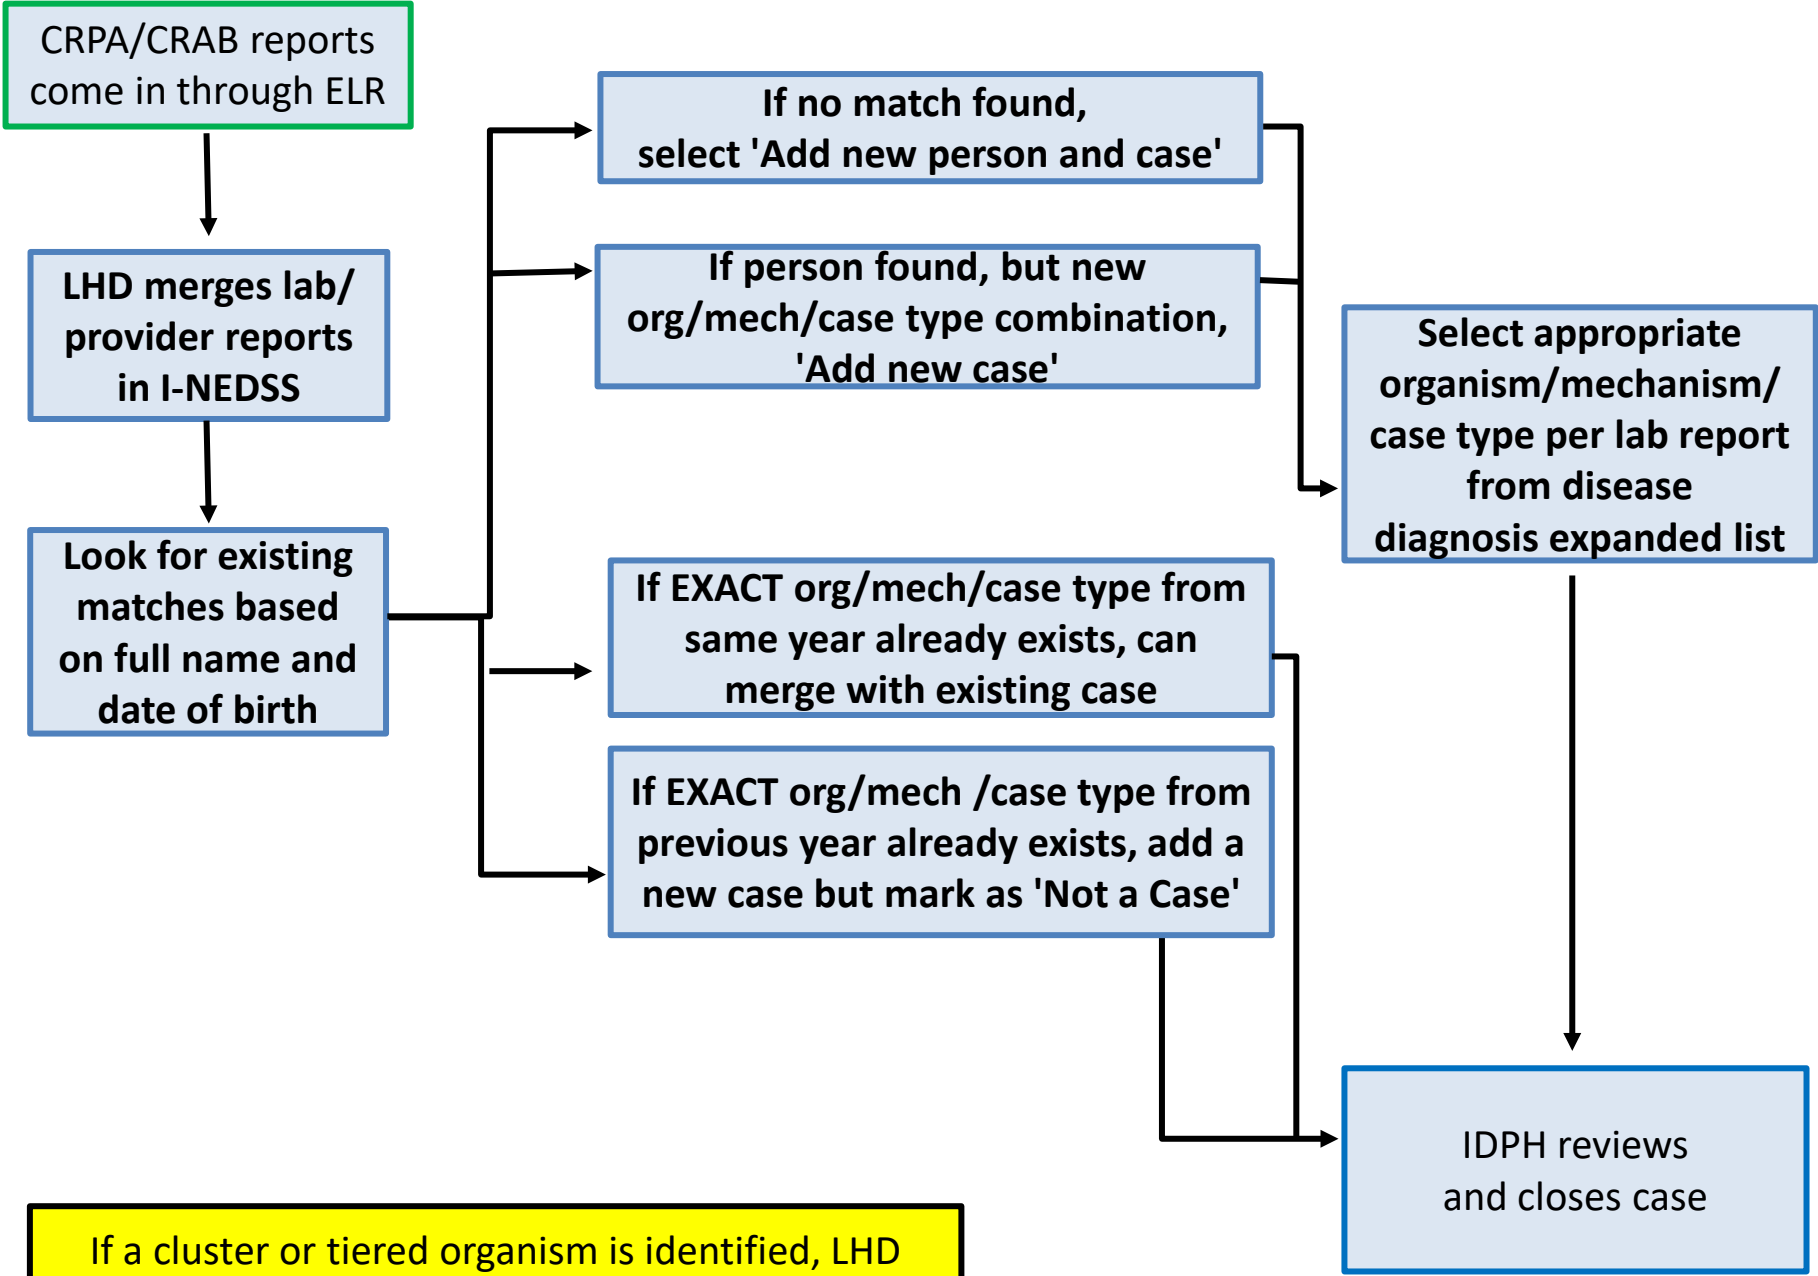 CRPA/CRAB reports
come in through ELR
LHD merges lab/
provider reports
in I-NEDSS
Look for existing
matches based
on full name and
date of birth
If no match found,
select 'Add new person and case'
If person found, but new
org/mech/case type combination,
'Add new case'
If EXACT org/mech/case type from
same year already exists, can
merge with existing case
If EXACT org/mech /case type from
previous year already exists, add a
new case but mark as 'Not a Case'
Select appropriate
organism/mechanism/
case type per lab report
from disease
diagnosis expanded list
IDPH reviews
and closes case
If a cluster or tiered organism is identified, LHD